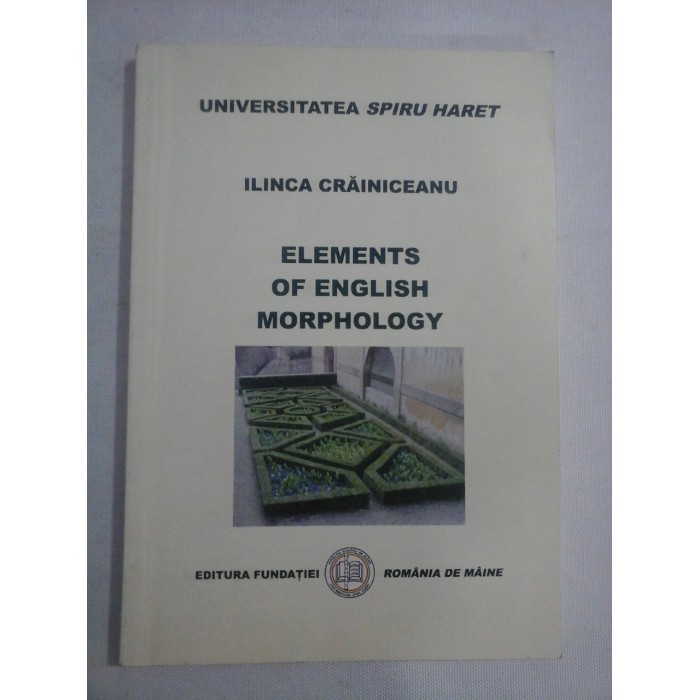 UNIVERSITATEA SPIRU HARET
ILINCA CRĂINICEANU
ELEMENTS
OF ENGLISH
MORPHOLOGY
EDITURA FUNDAȚIEI ROMÂNIA DE MÂINE